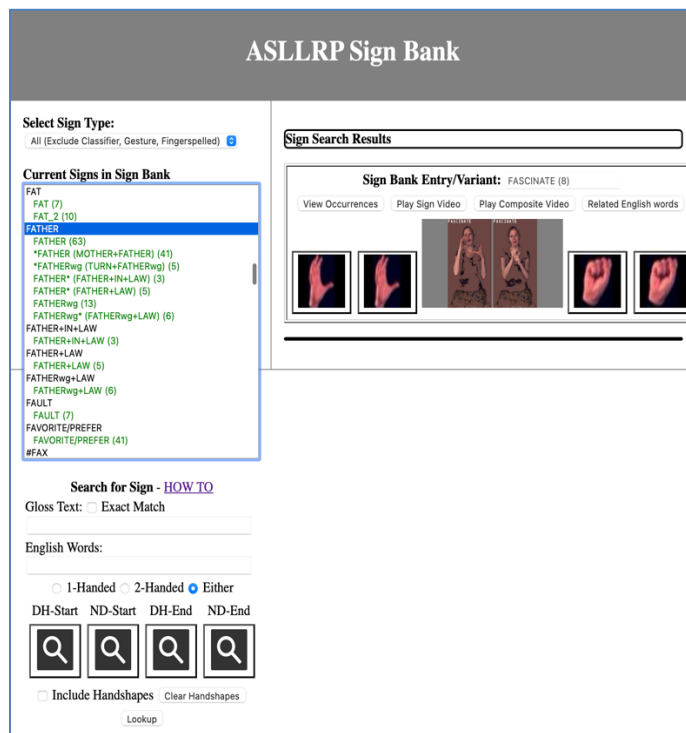 ASLLRP Sign Bank
Select Sign Type:
All (Exclude Classifier, Gesture, Fingerspelled)
Current Signs in Sign Bank
FAT
FAT (7)
FAT_2 (10)
FATHER
FATHER (63)
*FATHER (MOTHER+FATHER) (41)
*FATHERwg (TURN+FATHERwg) (5)
FATHER* (FATHER+IN+LAW) (3)
FATHER* (FATHER+LAW) (5)
FATHERwg (13)
FATHERwg* (FATHERwg+LAW) (6)
FATHER+IN+LAW
FATHER+IN+LAW (3)
FATHER+LAW
FATHER+LAW (5)
FATHERwg+LAW
FATHERwg+LAW (6)
FAULT
FAULT (7)
FAVORITE/PREFER
FAVORITE/PREFER (41)
#FAX
Search for Sign - HOW TO
Gloss Text: Exact Match
English Words:
1-Handed 2-Handed Either
DH-Start ND-Start DH-End ND-End
Include Handshapes Clear Handshapes
Lookup
Sign Search Results
Sign Bank Entry/Variant: FASCINATE (8)
View Occurrences Play Sign Video Play Composite Video Related English words
FASCINATE FASCINATE